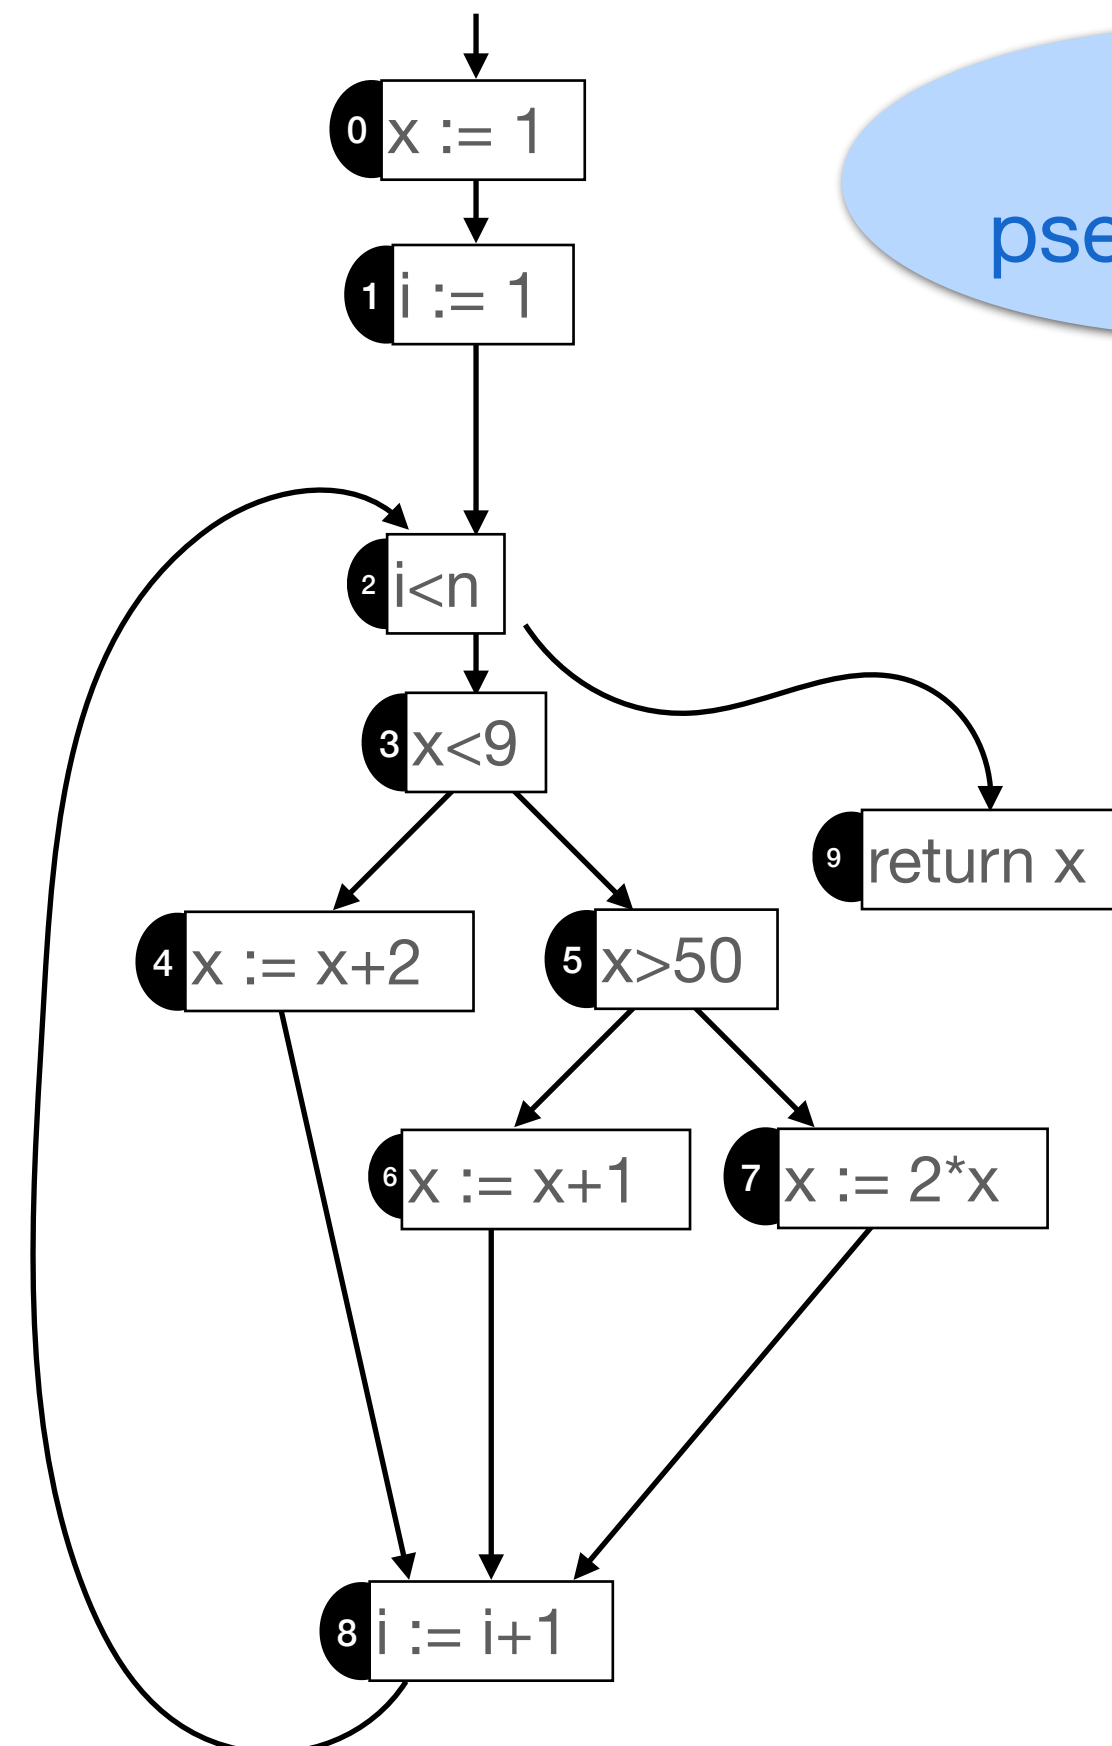 0 x := 1
1 i := 1
2 i<n
3 x<9
9 return x
4 x := x+2
5 x>50
6 x := x+1
7 x := 2*x
8 i := i+1